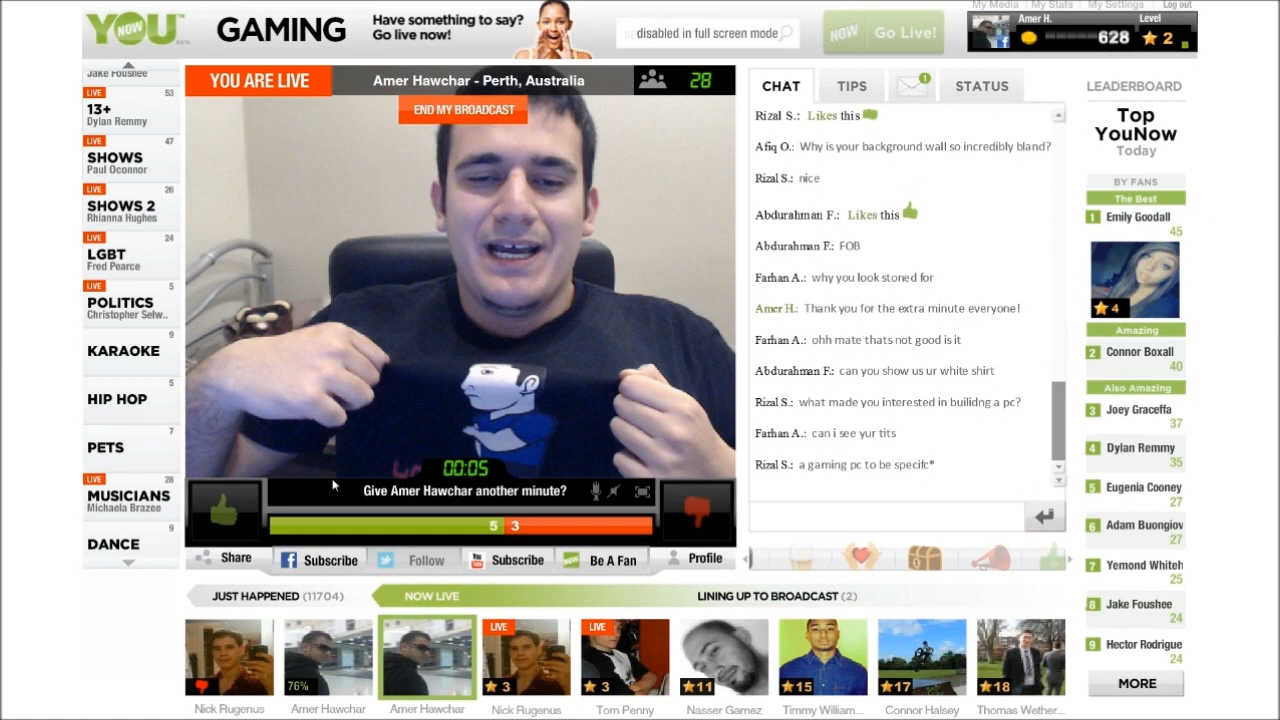 YOU NOW BETA
GAMING
Have something to say?
Go live now!
disabled in full screen mode
NOW Go Live!
My Media | My Stats | My Settings | Log out
Amer H.
Level
628
2
Jake Foushee
LIVE 53
13+
Dylan Remmy
LIVE 47
SHOWS
Paul Oconnor
LIVE 26
SHOWS 2
Rhianna Hughes
LIVE 24
LGBT
Fred Pearce
LIVE 5
POLITICS
Christopher Selw..
9
KARAOKE
5
HIP HOP
7
PETS
LIVE 28
MUSICIANS
Michaela Brazee
9
DANCE
YOU ARE LIVE
Amer Hawchar - Perth, Australia
28
END MY BROADCAST
00:05
Give Amer Hawchar another minute?
5 3
Share
Subscribe
Follow
You Tube Subscribe
NOW Be A Fan
Profile
CHAT
TIPS
1
STATUS
Rizal S.: Likes this
Afiq O.: Why is your background wall so incredibly bland?
Rizal S.: nice
Abdurahman F.: Likes this
Abdurahman F.: FOB
Farhan A.: why you look stoned for
Amer H.: Thank you for the extra minute everyone!
Farhan A.: ohh mate thats not good is it
Abdurahman F.: can you show us ur white shirt
Rizal S.: what made you interested in builidng a pc?
Farhan A.: can i see yur tits
Rizal S.: a gaming pc to be specifc*
LEADERBOARD
Top
YouNow
Today
BY FANS
The Best
1 Emily Goodall
45
4
Amazing
2 Connor Boxall
40
Also Amazing
3 Joey Graceffa
37
4 Dylan Remmy
35
5 Eugenia Cooney
27
6 Adam Buongiov
27
7 Yemond Whiteh
25
8 Jake Foushee
24
9 Hector Rodrigue
24
MORE
JUST HAPPENED (11704)
NOW LIVE
LINING UP TO BROADCAST (2)
76%
LIVE
3
LIVE
3
11
15
17
18
Nick Rugenus
Amer Hawchar
Amer Hawchar
Nick Rugenus
Tom Penny
Nasser Gamez
Timmy William...
Connor Halsey
Thomas Wether...